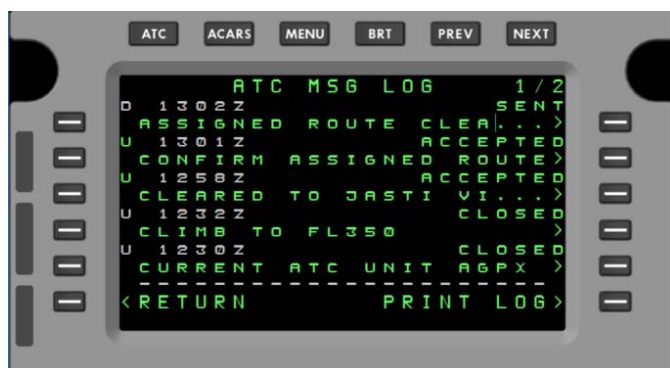 ATC ACARS MENU BRT PREV NEXT
ATC MSG LOG 1/2
D 1302Z SENT
ASSIGNED ROUTE CLEA...>
U 1301Z ACCEPTED
CONFIRM ASSIGNED ROUTE>
U 1258Z ACCEPTED
CLEARED TO JASTI VI...>
U 1232Z CLOSED
CLIMB TO FL350 >
U 1230Z CLOSED
CURRENT ATC UNIT AGPX >
--------------------
<RETURN PRINT LOG>